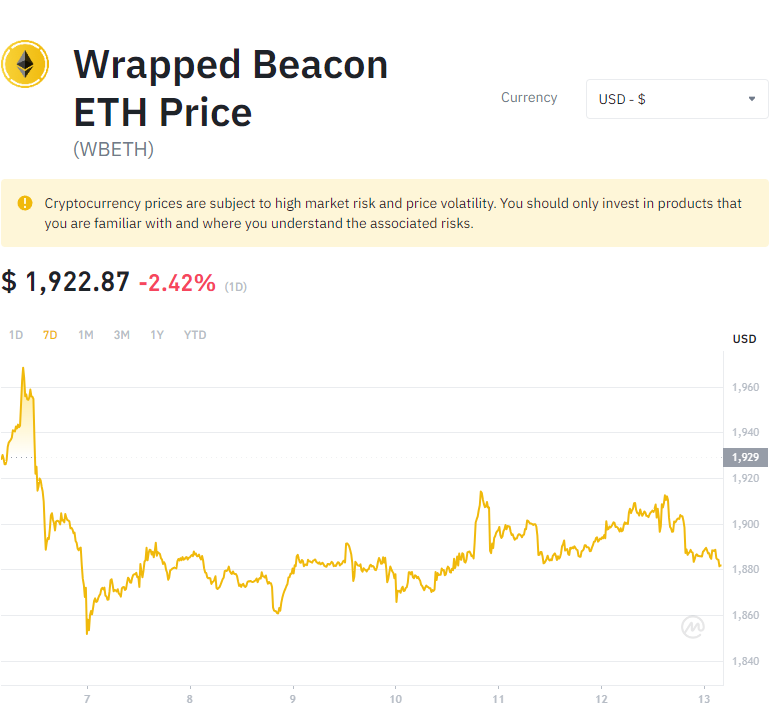 Wrapped Beacon
ETH Price
(WBETH)
Currency
USD - $
Cryptocurrency prices are subject to high market risk and price volatility. You should only invest in products that
you are familiar with and where you understand the associated risks.
$ 1,922.87 -2.42% (1D)
1D 7D 1M 3M 1Y YTD
USD
1,960
1,940
1,929
1,920
1,900
1,880
1,860
1,840
7 8 9 10 11 12 13